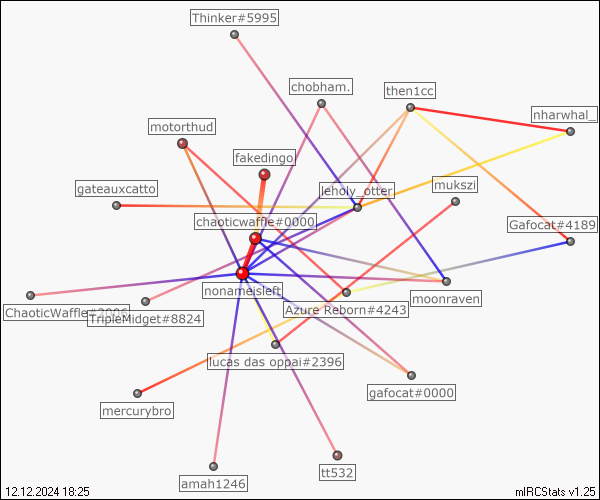 Thinker#5995
chobham.
then1cc
nharwhal_
motorthud
fakedingo
leholy_otter
mukszi
gateauxcatto
chaoticwaffle#0000
Gafocat#4189
nonameisleft
moonraven
ChaoticWaffle#2006
TripleMidget#8824
Azure Reborn#4243
lucas das oppai#2396
gafocat#0000
mercurybro
amah1246
tt532
12.12.2024 18:25
mIRCStats v1.25